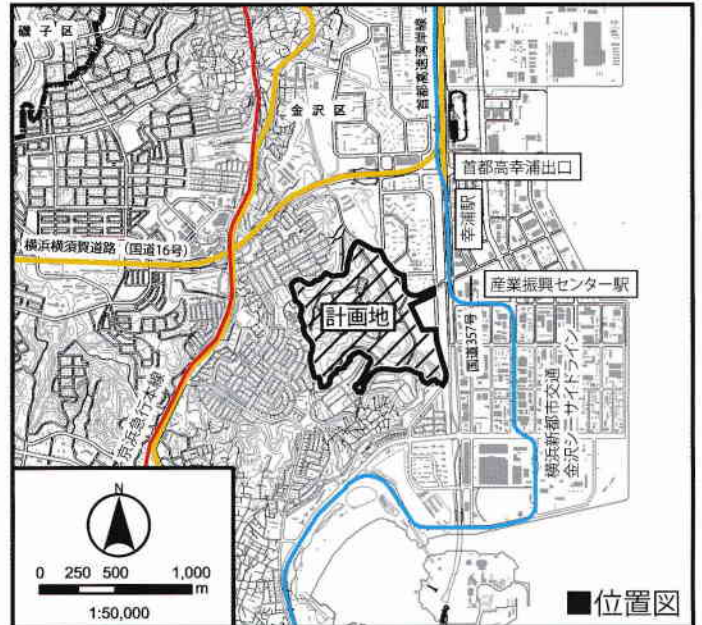 磯子区
金沢区
首都高速湾岸線
首都高幸浦出口
幸浦駅
横浜横須賀道路（国道16号）
産業振興センター駅
計画地
国道357号
京浜急行本線
横浜新都市交通
金沢シーサイドライン
N
0 250 500 1,000
m
1:50,000
■位置図